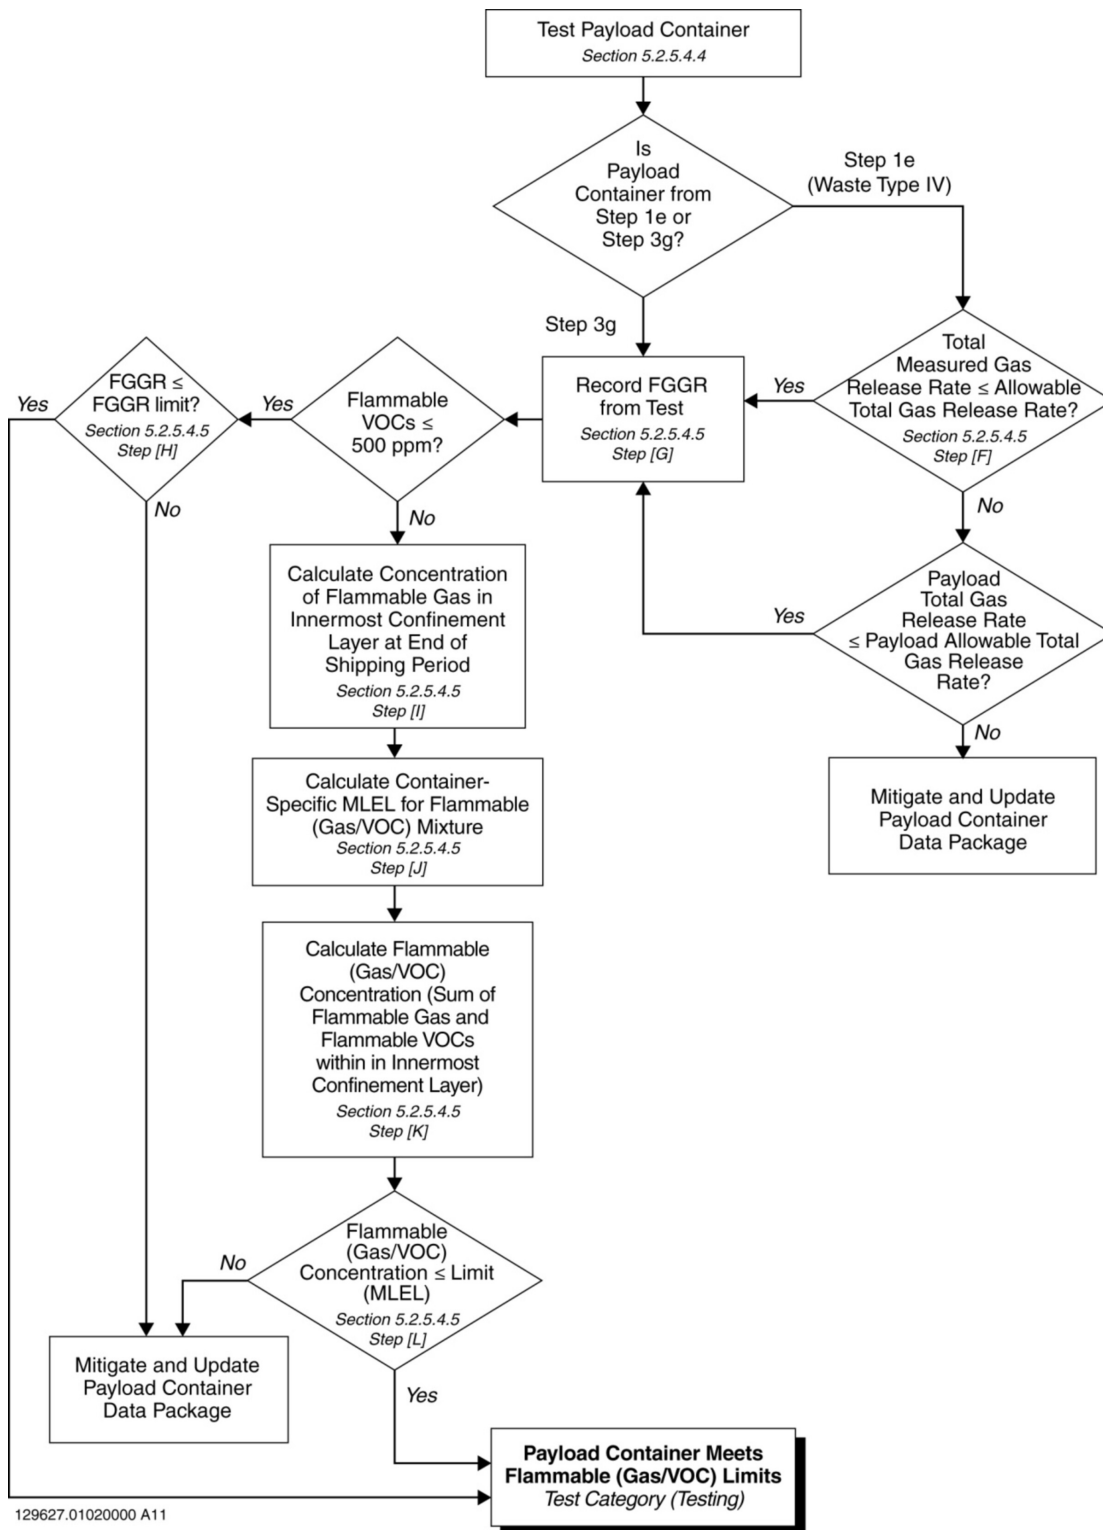 Test Payload Container
Section 5.2.5.4.4
Is
Payload
Container from
Step 1e or
Step 3g?
Step 1e
(Waste Type IV)
Step 3g
Total
Measured Gas
Release Rate ≤ Allowable
Total Gas Release Rate?
Section 5.2.5.4.5
Step [F]
Yes
No
Record FGGR
from Test
Section 5.2.5.4.5
Step [G]
Flammable
VOCs ≤
500 ppm?
Yes
No
FGGR ≤
FGGR limit?
Section 5.2.5.4.5
Step [H]
Yes
No
Payload
Total Gas
Release Rate
≤ Payload Allowable Total
Gas Release
Rate?
Yes
No
Mitigate and Update
Payload Container
Data Package
Calculate Concentration
of Flammable Gas in
Innermost Confinement
Layer at End of
Shipping Period
Section 5.2.5.4.5
Step [I]
Calculate Container-
Specific MLEL for Flammable
(Gas/VOC) Mixture
Section 5.2.5.4.5
Step [J]
Calculate Flammable
(Gas/VOC)
Concentration (Sum of
Flammable Gas and
Flammable VOCs
within in Innermost
Confinement Layer)
Section 5.2.5.4.5
Step [K]
Flammable
(Gas/VOC)
Concentration ≤ Limit
(MLEL)
Section 5.2.5.4.5
Step [L]
No
Yes
Mitigate and Update
Payload Container
Data Package
Payload Container Meets
Flammable (Gas/VOC) Limits
Test Category (Testing)
129627.01020000 A11